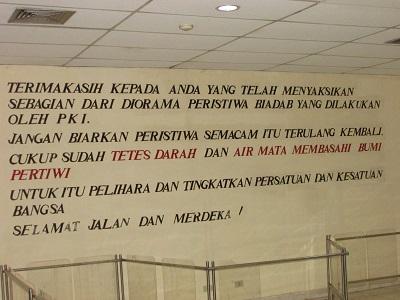 TERIMAKASIH KEPADA ANDA YANG TELAH MENYAKSIKAN
SEBAGIAN DARI DIORAMA PERISTIWA BIADAB YANG DILAKUKAN
OLEH PKI.
JANGAN BIARKAN PERISTIWA SEMACAM ITU TERULANG KEMBALI.
CUKUP SUDAH TETES DARAH DAN AIR MATA MEMBASAHI BUMI
PERTIWI
UNTUK ITU PELIHARA DAN TINGKATKAN PERSATUAN DAN KESATUAN
BANGSA
SELAMAT JALAN DAN MERDEKA !